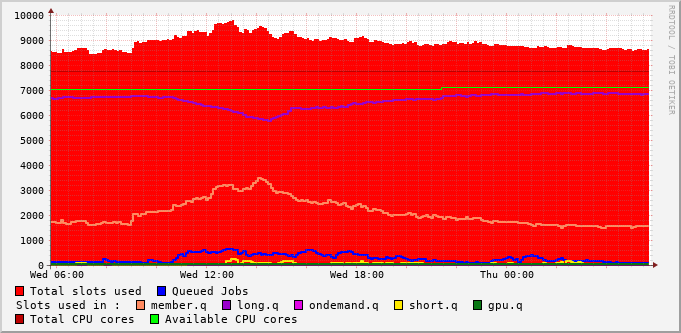 10000
9000
8000
7000
6000
5000
4000
3000
2000
1000
0
Wed 06:00 Wed 12:00 Wed 18:00 Thu 00:00
RRDTOOL / TOBI OETIKER
Total slots used Queued Jobs
Slots used in : member.q long.q ondemand.q short.q gpu.q
Total CPU cores Available CPU cores